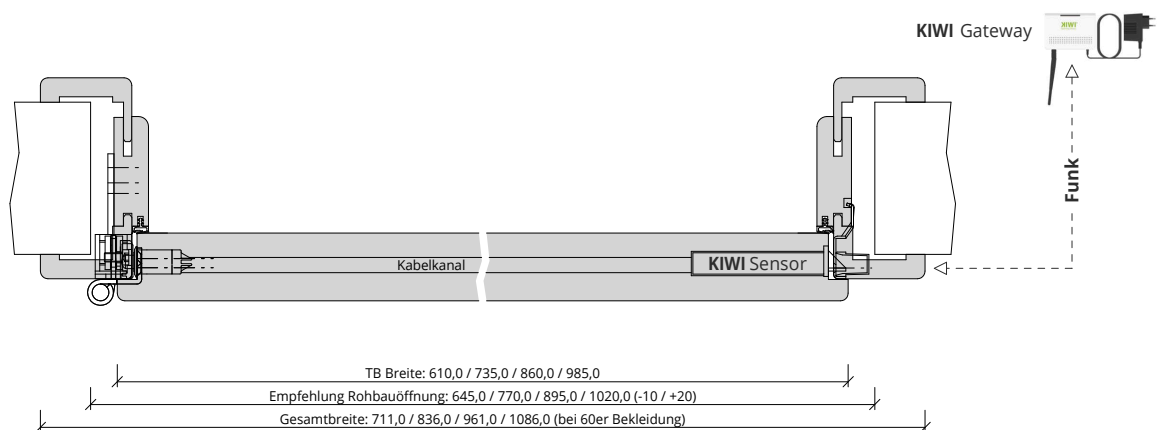 KIWI Gateway
KIWI
Funk
Kabelkanal
KIWI Sensor
TB Breite: 610,0 / 735,0 / 860,0 / 985,0
Empfehlung Rohbauöffnung: 645,0 / 770,0 / 895,0 / 1020,0 (-10 / +20)
Gesamtbreite: 711,0 / 836,0 / 961,0 / 1086,0 (bei 60er Bekleidung)